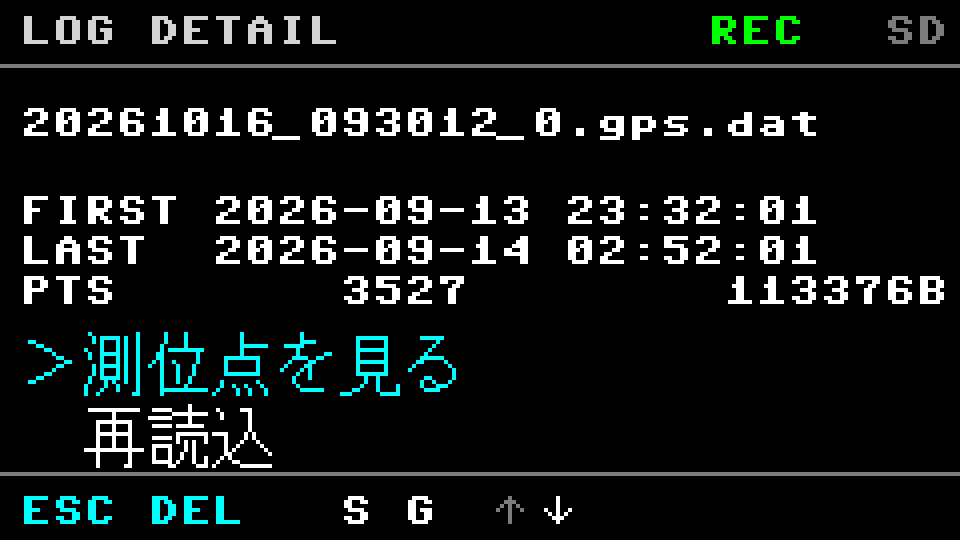 LOG DETAIL REC SD
20261016_093012_0.gps.dat
FIRST 2026-09-13 23:32:01
LAST 2026-09-14 02:52:01
PTS 3527 113376B
>測位点を見る
再読込
ESC DEL S G ↑ ↓